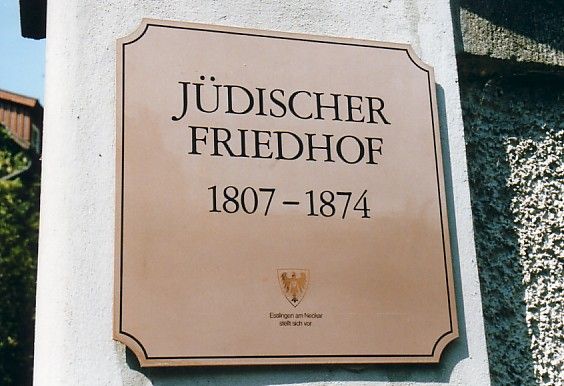 JÜDISCHER
FRIEDHOF
1807 – 1874
Esslingen am Neckar
stellt sich vor